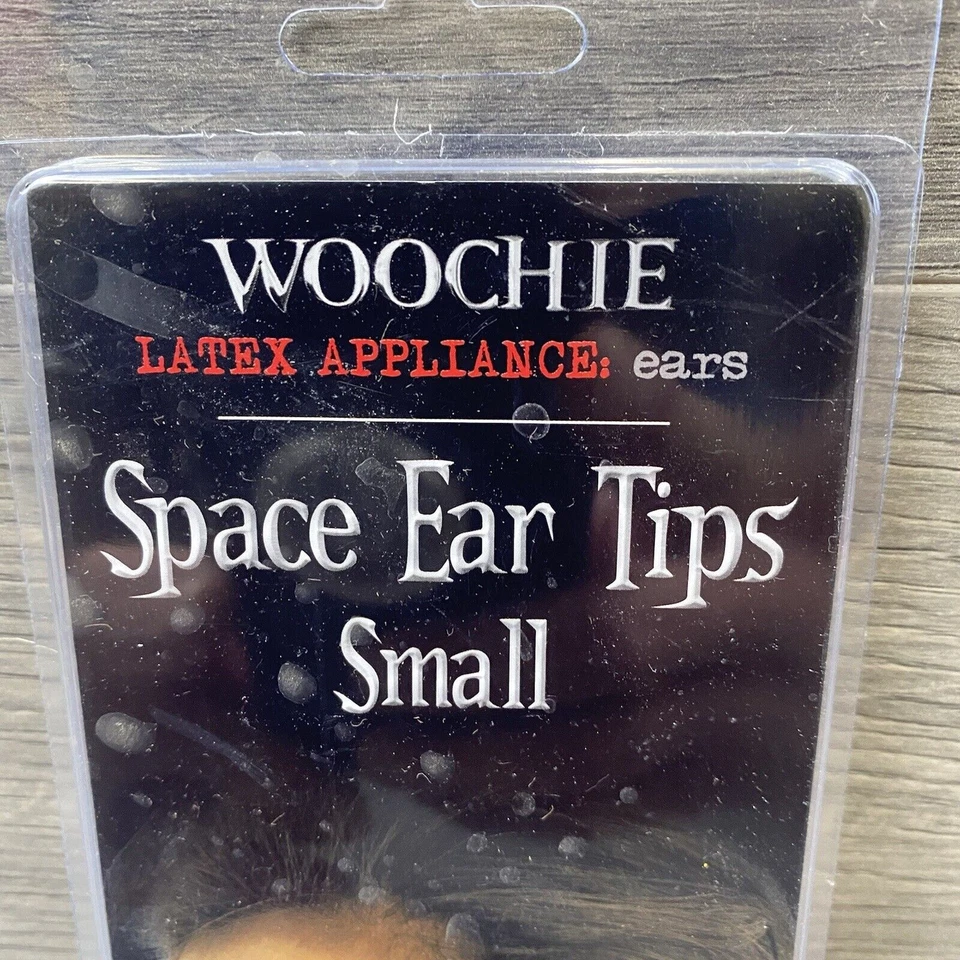 WOOCHIE
LATEX APPLIANCE: ears
Space Ear Tips
Small